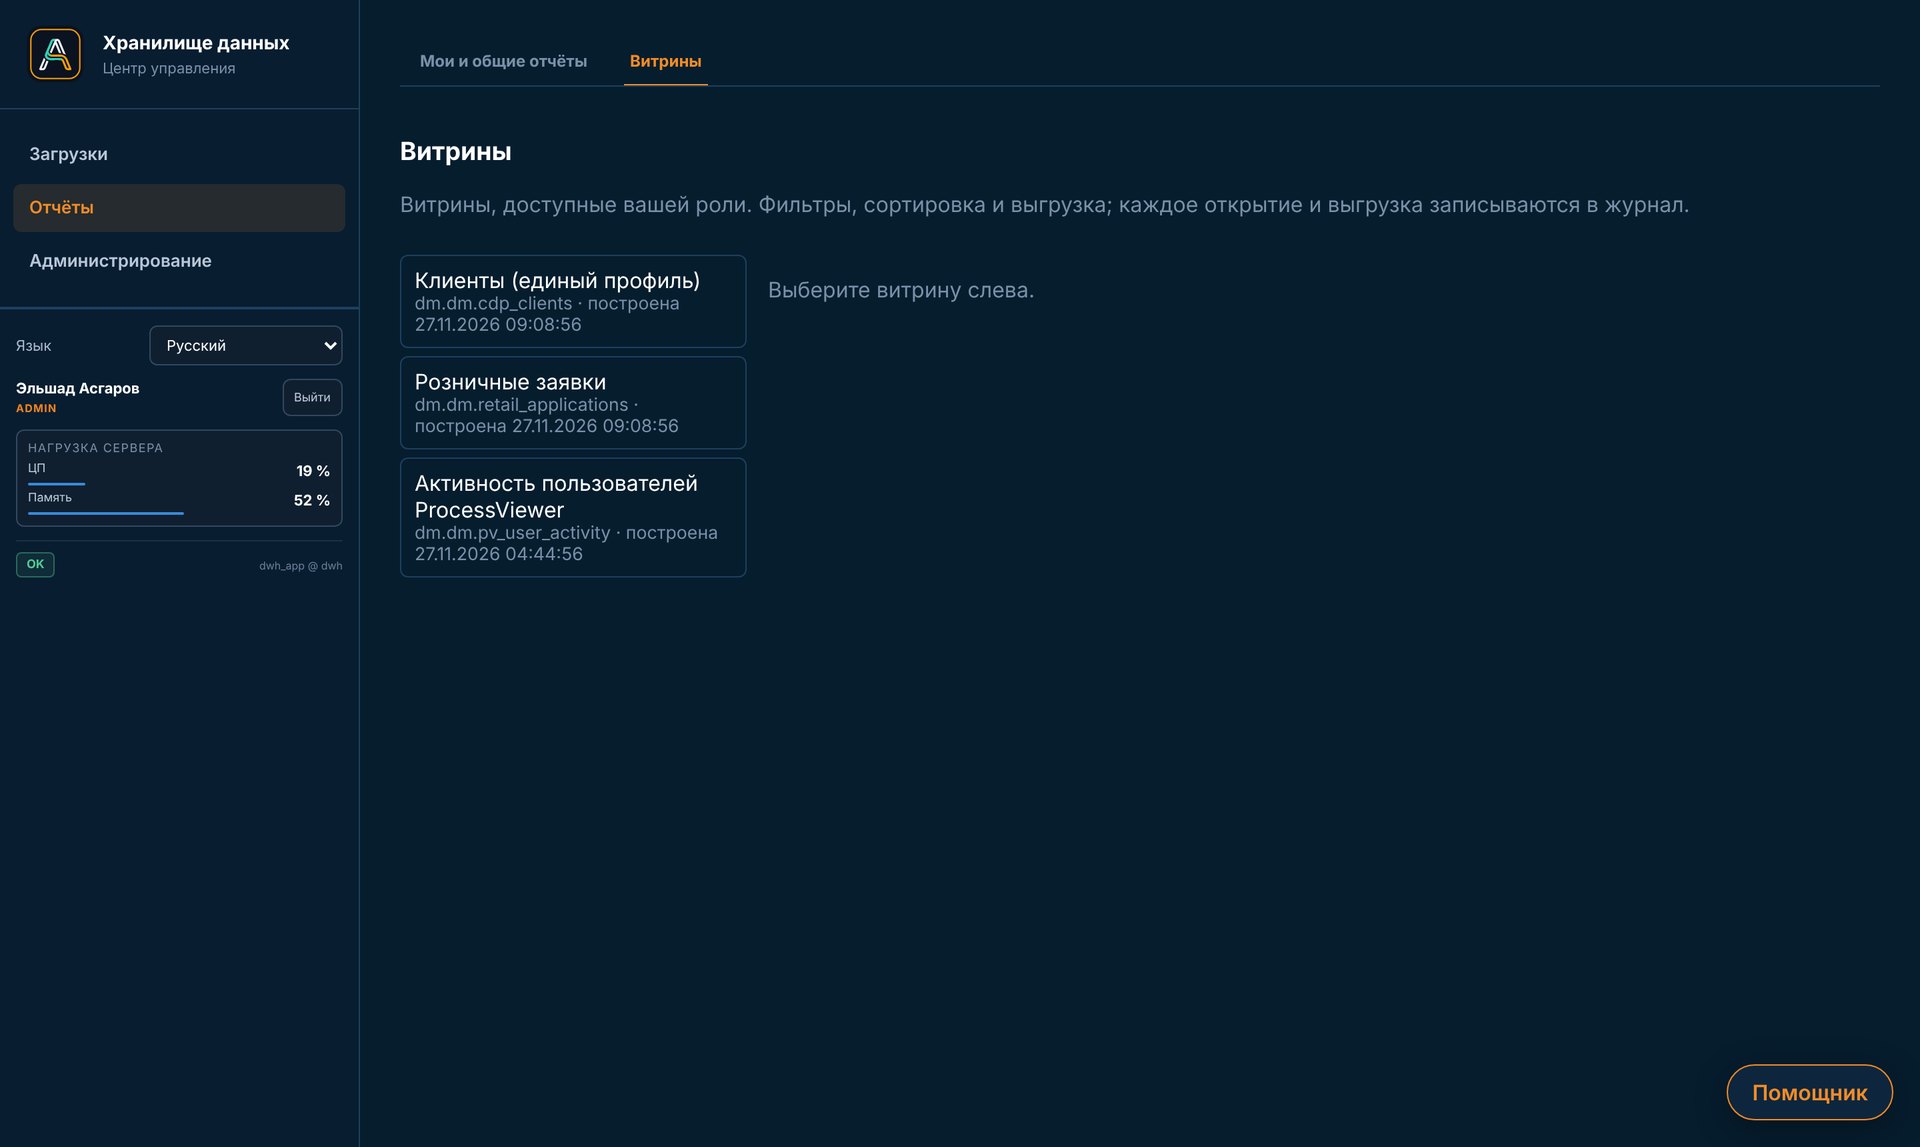 Хранилище данных
Центр управления
Загрузки
Отчёты
Администрирование
Язык
Русский
Эльшад Асгаров
ADMIN
Выйти
НАГРУЗКА СЕРВЕРА
ЦП
19 %
Память
52 %
OK
dwh_app @ dwh
Мои и общие отчёты
Витрины
Витрины
Витрины, доступные вашей роли. Фильтры, сортировка и выгрузка; каждое открытие и выгрузка записываются в журнал.
Клиенты (единый профиль)
dm.dm.cdp_clients · построена
27.11.2026 09:08:56
Розничные заявки
dm.dm.retail_applications ·
построена 27.11.2026 09:08:56
Активность пользователей
ProcessViewer
dm.dm.pv_user_activity · построена
27.11.2026 04:44:56
Выберите витрину слева.
Помощник